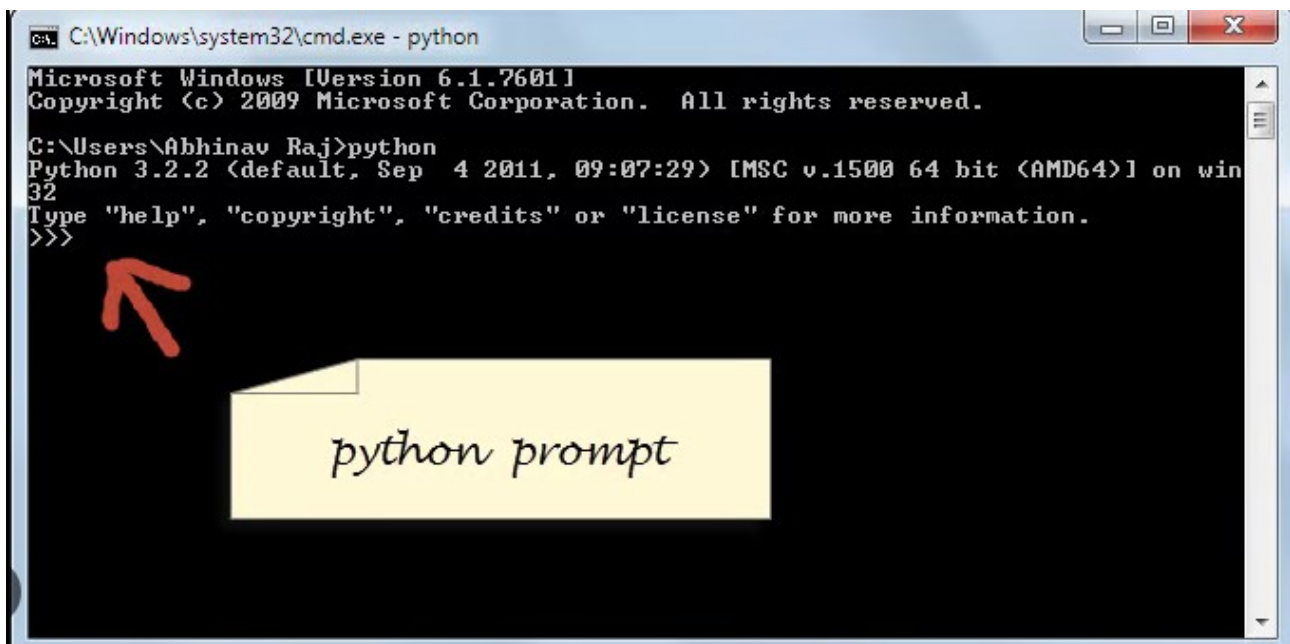 C:\Windows\system32\cmd.exe - python
Microsoft Windows [Version 6.1.7601]
Copyright (c) 2009 Microsoft Corporation.  All rights reserved.
C:\Users\Abhinav Raj>python
Python 3.2.2 (default, Sep  4 2011, 09:07:29) [MSC v.1500 64 bit (AMD64)] on win
32
Type "help", "copyright", "credits" or "license" for more information.
>>>
python prompt